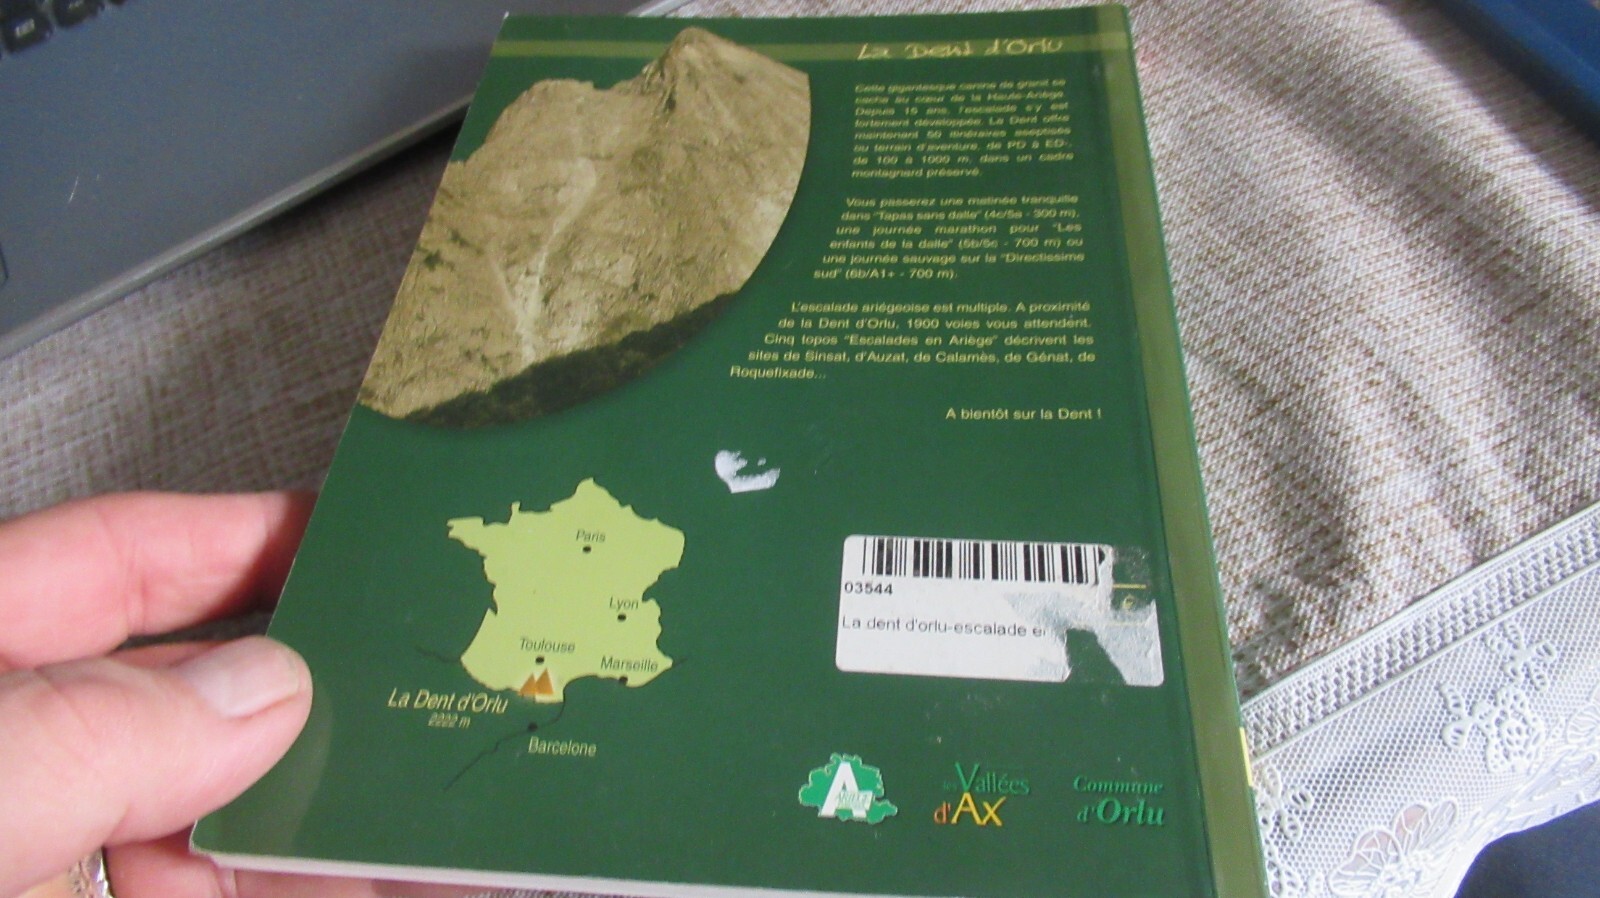 La Dent d'Orlu
Cette gigantesque canine de granit se
cache au cœur de la Haute-Ariège.
Depuis 15 ans, l'escalade s'y est
fortement développée. La Dent offre
maintenant 50 itinéraires aseptisés
ou terrain d'aventure, de PD à ED-,
de 100 à 1000 m, dans un cadre
montagnard préservé.
Vous passerez une matinée tranquille
dans "Tapas sans dalle" (4c/5a - 300 m),
une journée marathon pour "Les
enfants de la dalle" (5b/5c - 700 m) ou
une journée sauvage sur la "Directissime
sud" (6b/A1+ - 700 m).
L'escalade ariégeoise est multiple. A proximité
de la Dent d'Orlu, 1900 voies vous attendent.
Cinq topos "Escalades en Ariège" décrivent les
sites de Sinsat, d'Auzat, de Calamès, de Génat, de
Roquefixade...
A bientôt sur la Dent !
Paris
Lyon
Toulouse
Marseille
La Dent d'Orlu
2222 m
Barcelone
03544
€
La dent d'orlu-escalade e
A
ARIEGE
les Vallées
d'Ax
Commune
d'Orlu